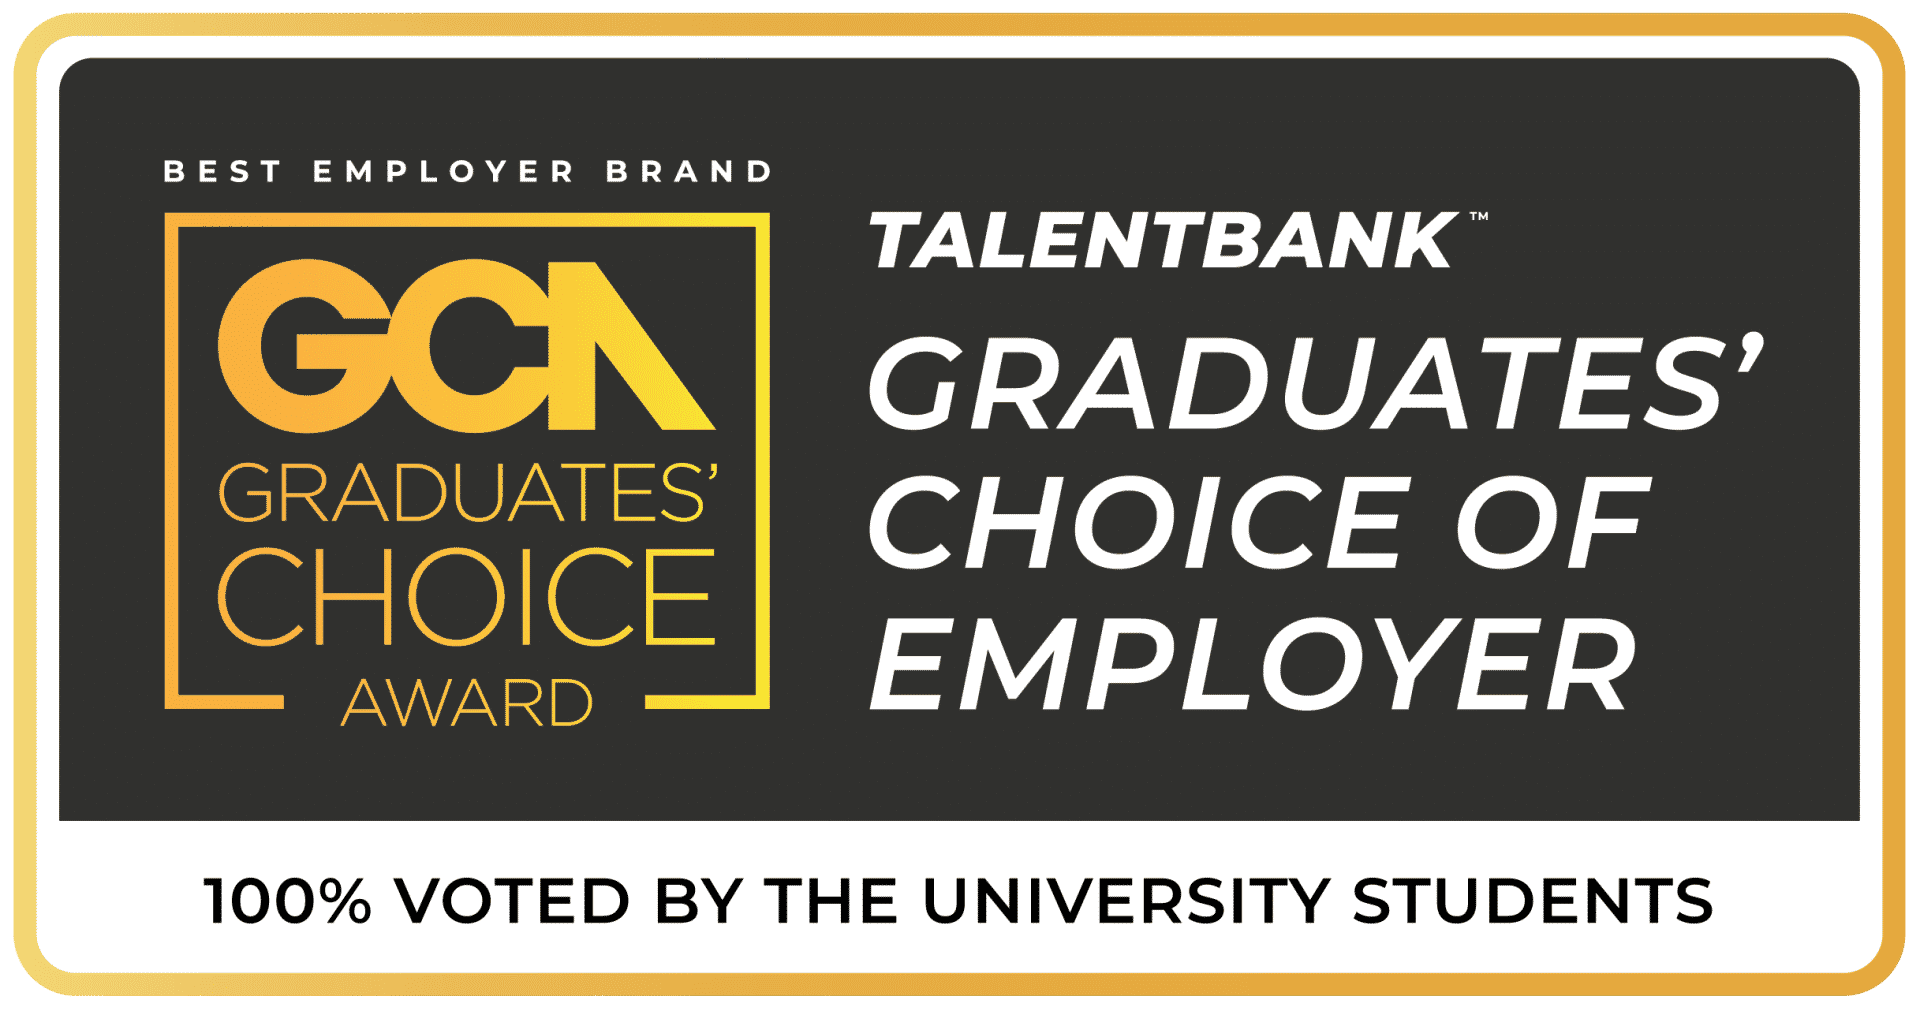 BEST EMPLOYER BRAND
GCA
GRADUATES’
CHOICE
AWARD
TALENTBANK™
GRADUATES’
CHOICE OF
EMPLOYER
100% VOTED BY THE UNIVERSITY STUDENTS